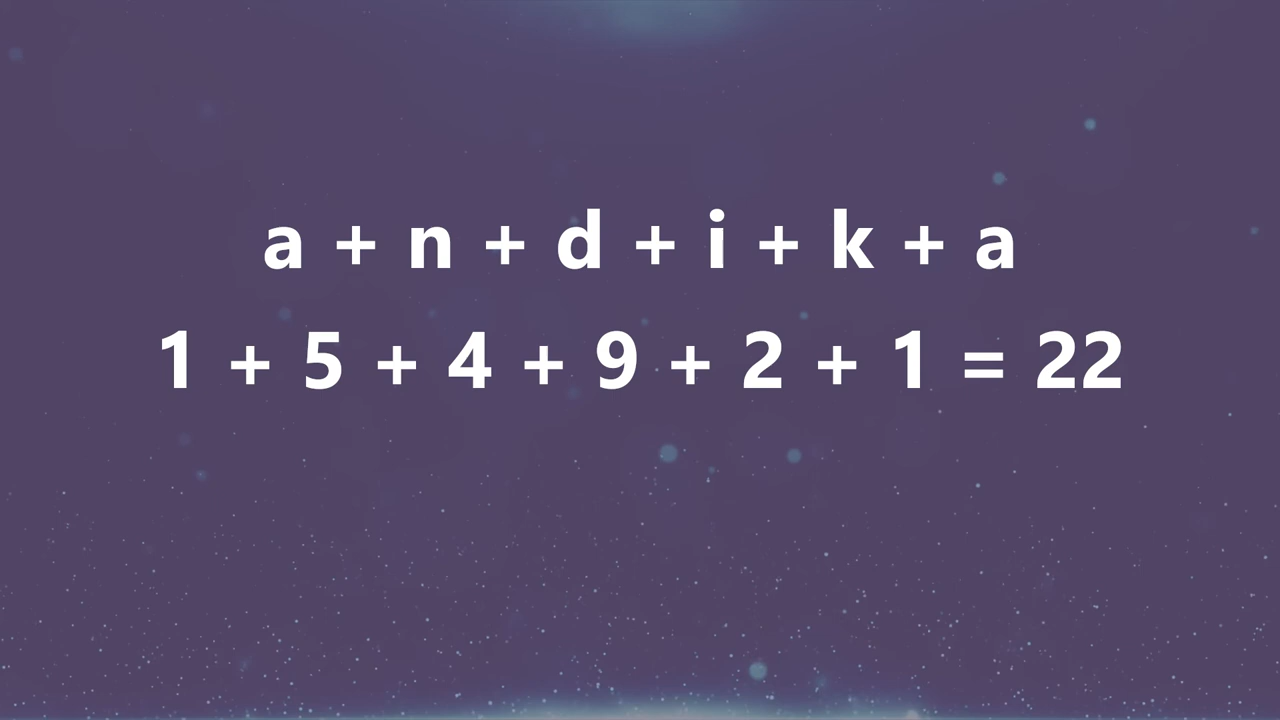 a + n + d + i + k + a
1 + 5 + 4 + 9 + 2 + 1 = 22